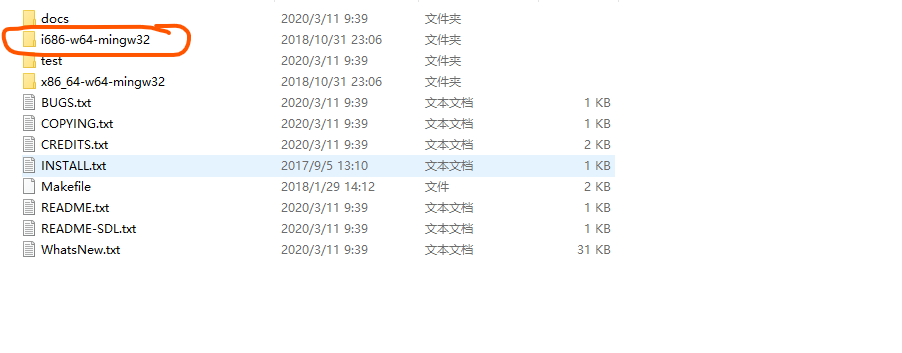 docs 2020/3/11 9:39 文件夹
i686-w64-mingw32 2018/10/31 23:06 文件夹
test 2020/3/11 9:39 文件夹
x86_64-w64-mingw32 2018/10/31 23:06 文件夹
BUGS.txt 2020/3/11 9:39 文本文档 1 KB
COPYING.txt 2020/3/11 9:39 文本文档 1 KB
CREDITS.txt 2020/3/11 9:39 文本文档 2 KB
INSTALL.txt 2017/9/5 13:10 文本文档 1 KB
Makefile 2018/1/29 14:12 文件 2 KB
README.txt 2020/3/11 9:39 文本文档 1 KB
README-SDL.txt 2020/3/11 9:39 文本文档 1 KB
WhatsNew.txt 2020/3/11 9:39 文本文档 31 KB